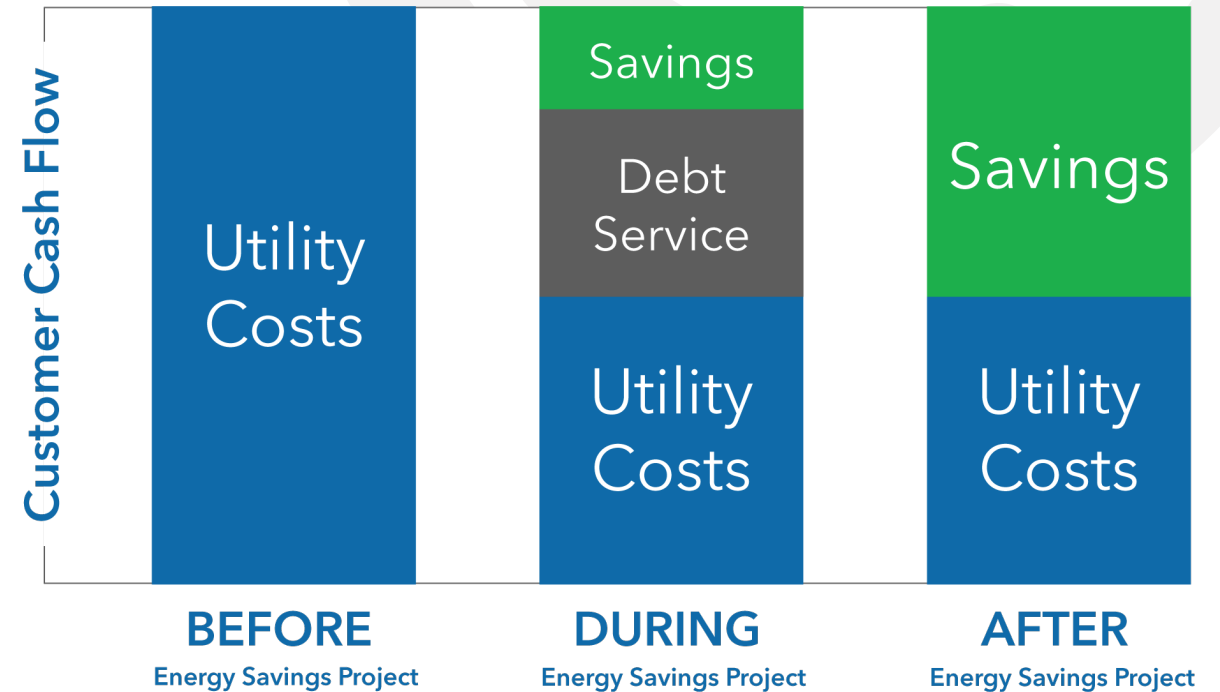 Customer Cash Flow
Utility
Costs
Savings
Debt
Service
Utility
Costs
Savings
Utility
Costs
BEFORE
Energy Savings Project
DURING
Energy Savings Project
AFTER
Energy Savings Project